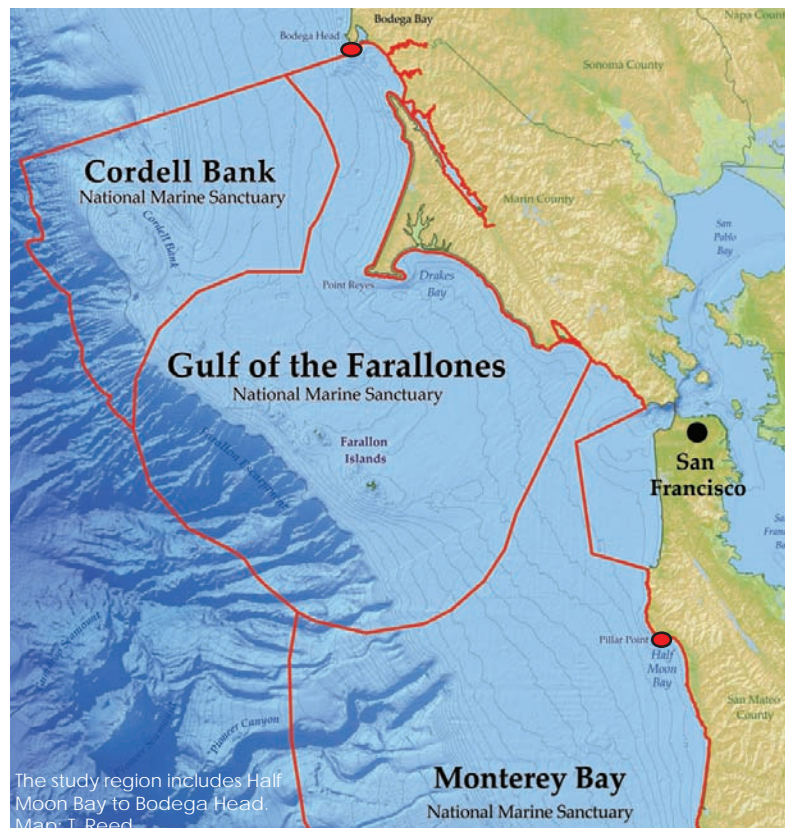 Bodega Bay
Napa County
Bodega Head
Sonoma County
Cordell Bank
National Marine Sanctuary
Cordell
Bank
Marin County
San
Pablo
Bay
Point Reyes
Drakes
Bay
Gulf of the Farallones
National Marine Sanctuary
Farallon Escarpment
Farallon
Islands
San
Francisco
San
Pillar Point
Half
Moon
Bay
San Mateo
County
Pioneer Canyon
The study region includes Half
Moon Bay to Bodega Head.
Map: T. Reed
Monterey Bay
National Marine Sanctuary